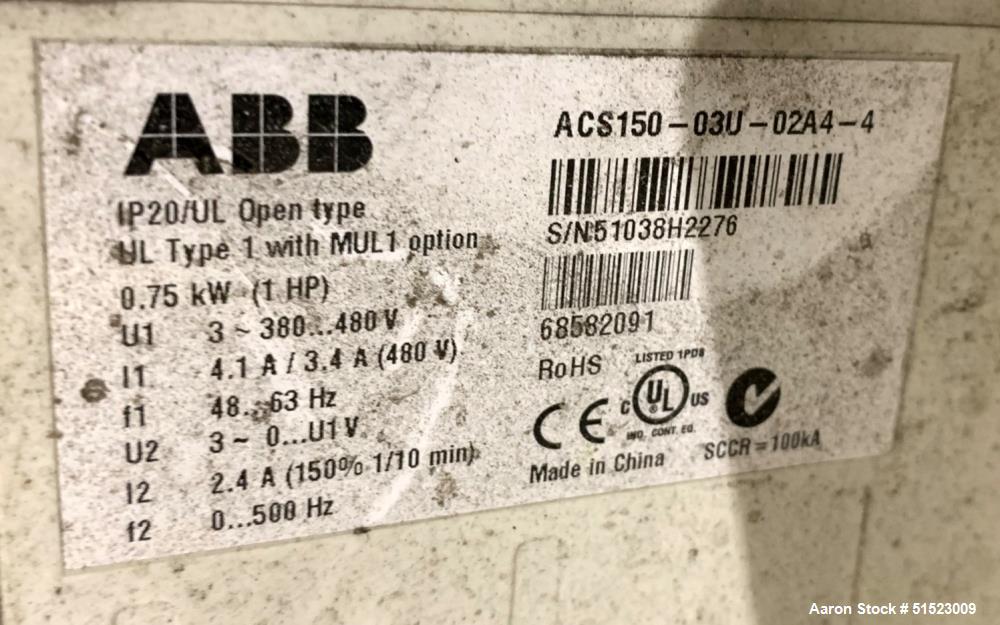 ABB
IP20/UL Open type
UL Type 1 with MUL1 option
0.75 kW (1 HP)
U1 3 ~ 380...480 V
I1 4.1 A / 3.4 A (480 V)
f1 48...63 Hz
U2 3 ~ 0...U1 V
I2 2.4 A (150% 1/10 min)
f2 0...500 Hz
ACS150-03U-02A4-4
S/N51038H2276
68582091
RoHS
LISTED 1PD8
CE
C UL ® US
IND. CONT. EQ.
Made in China
SCCR = 100kA
Aaron Stock # 51523009